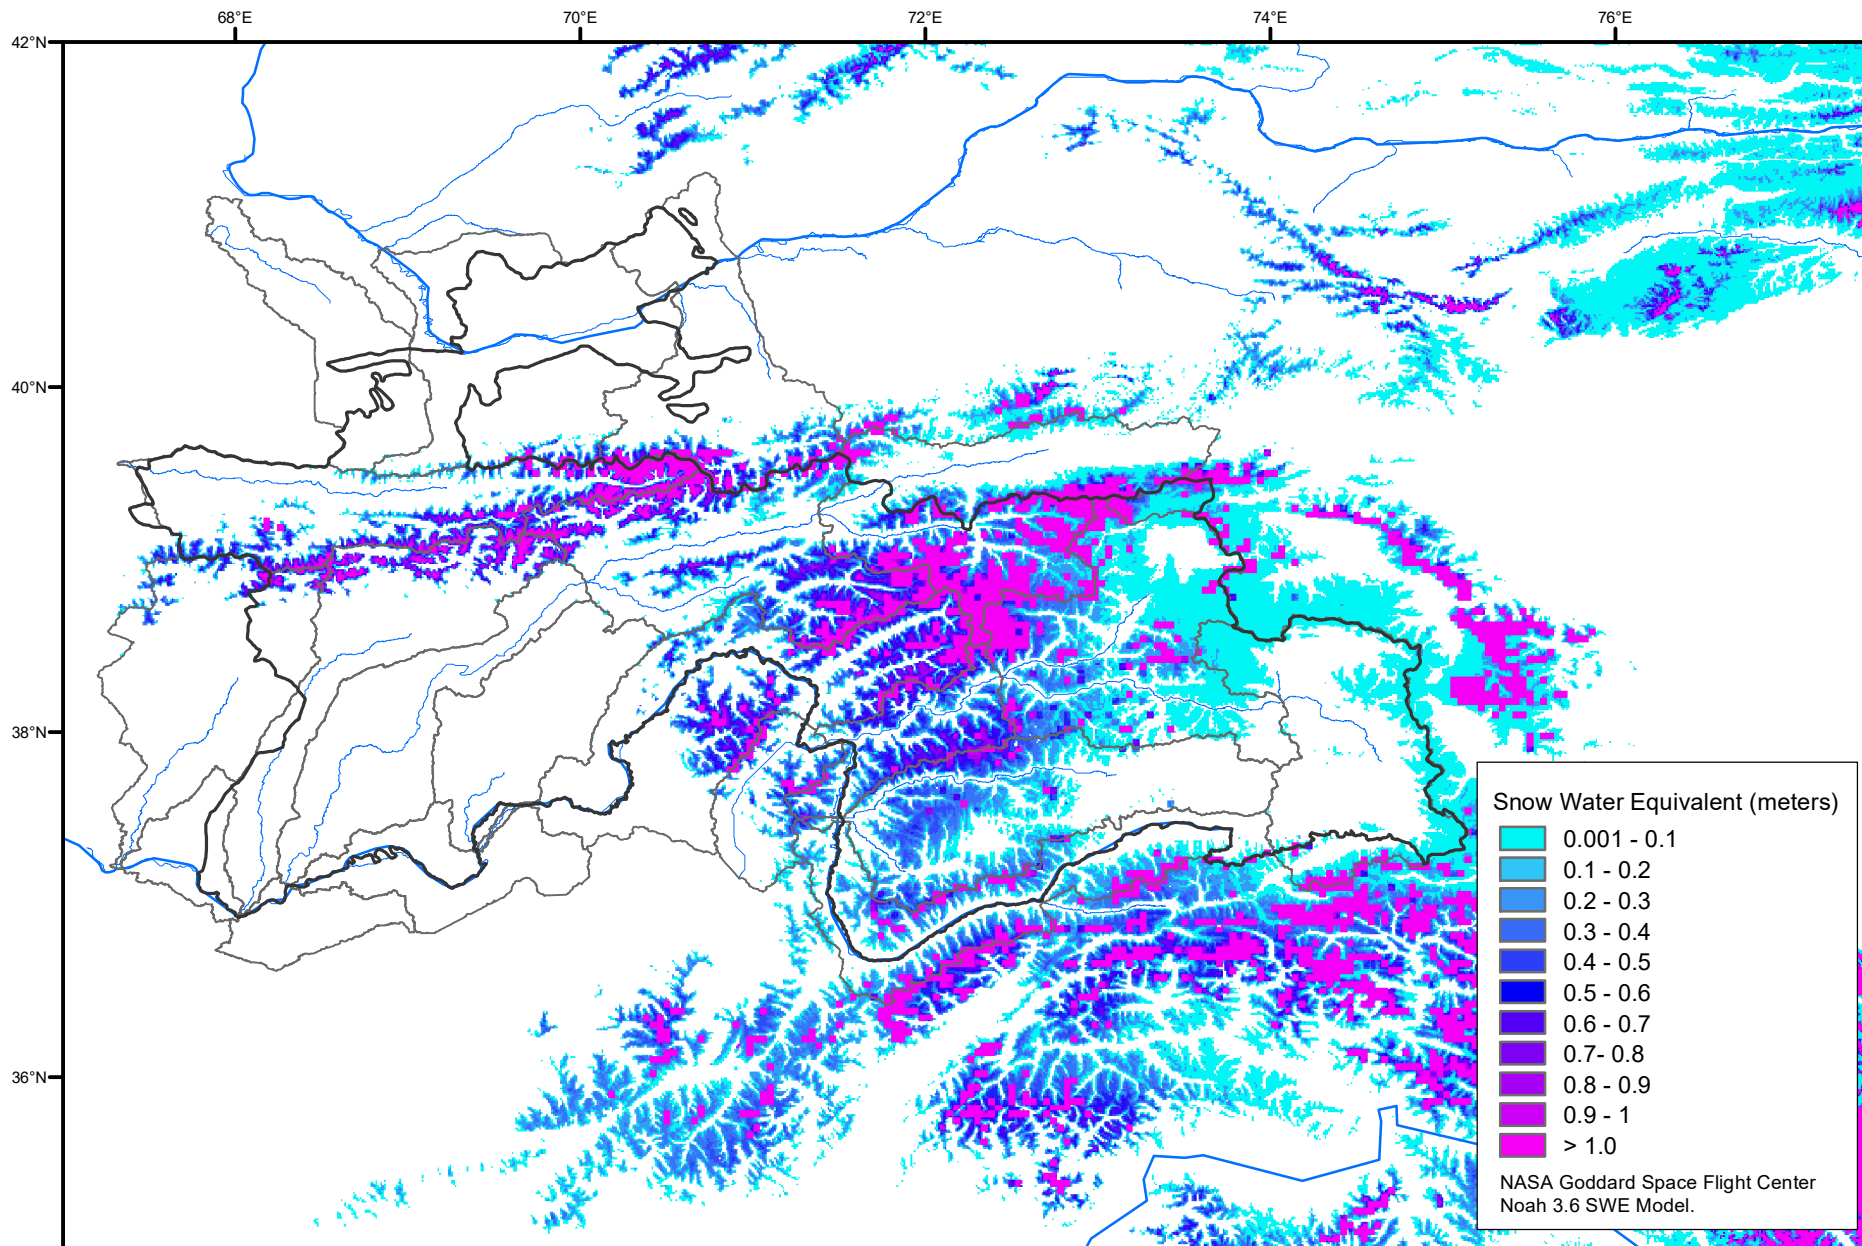 68°E 70°E 72°E 74°E 76°E
42°N
40°N
38°N
36°N
Snow Water Equivalent (meters)
0.001 - 0.1
0.1 - 0.2
0.2 - 0.3
0.3 - 0.4
0.4 - 0.5
0.5 - 0.6
0.6 - 0.7
0.7- 0.8
0.8 - 0.9
0.9 - 1
> 1.0
NASA Goddard Space Flight Center
Noah 3.6 SWE Model.